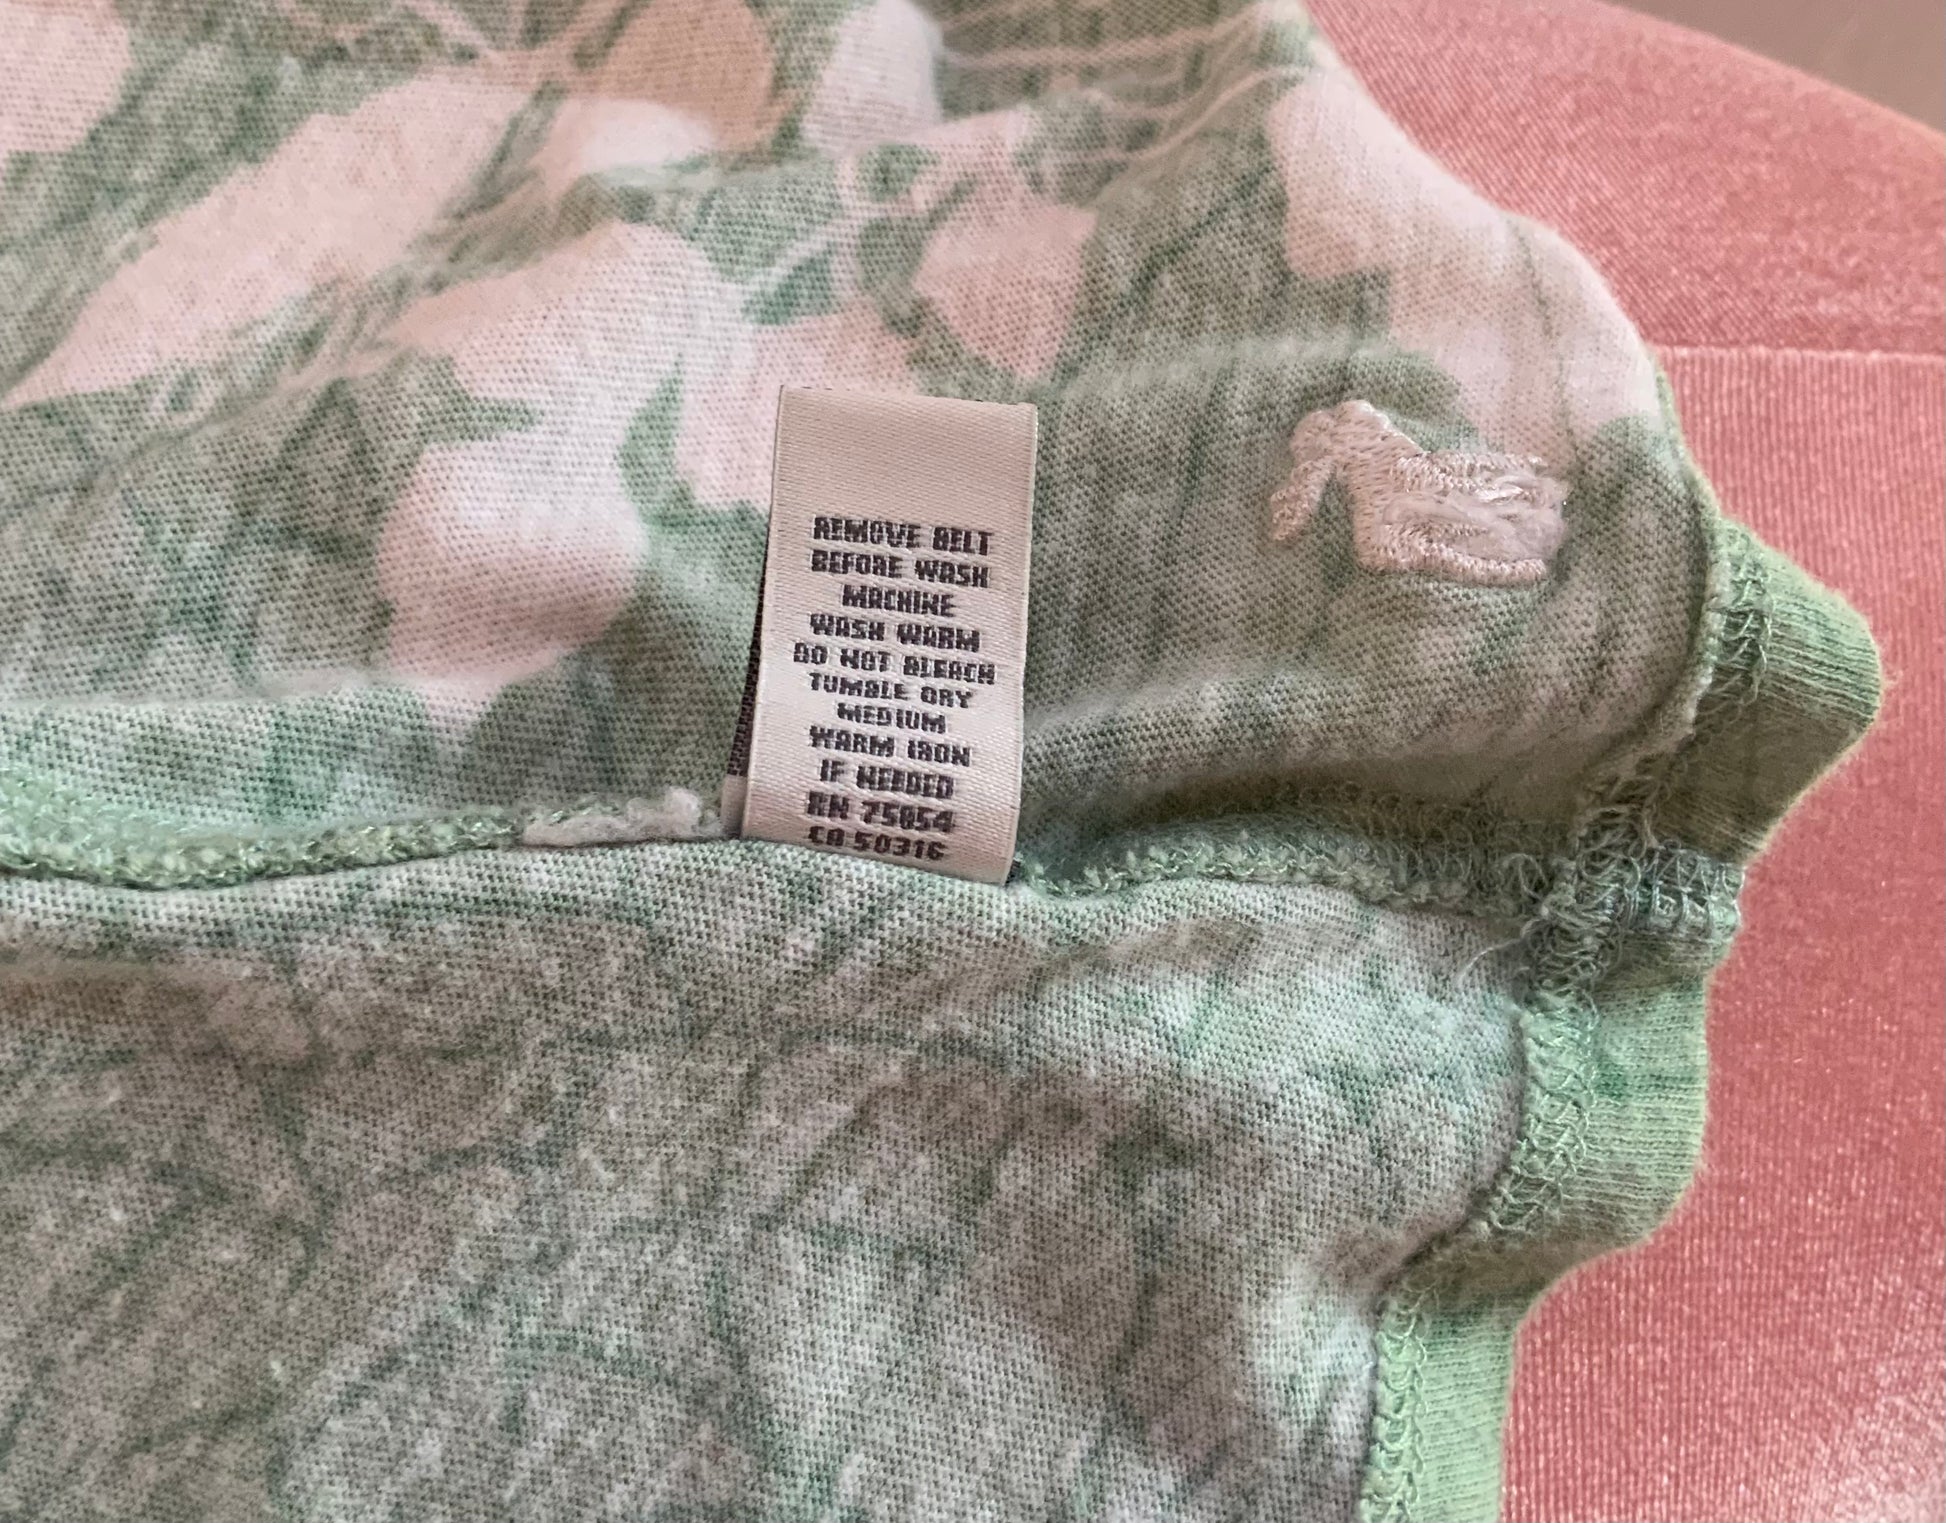 REMOVE BELT
BEFORE WASH
MACHINE
WASH WARM
DO NOT BLEACH
TUMBLE DRY
MEDIUM
WARM IRON
IF NEEDED
RN 75854
CA 50316